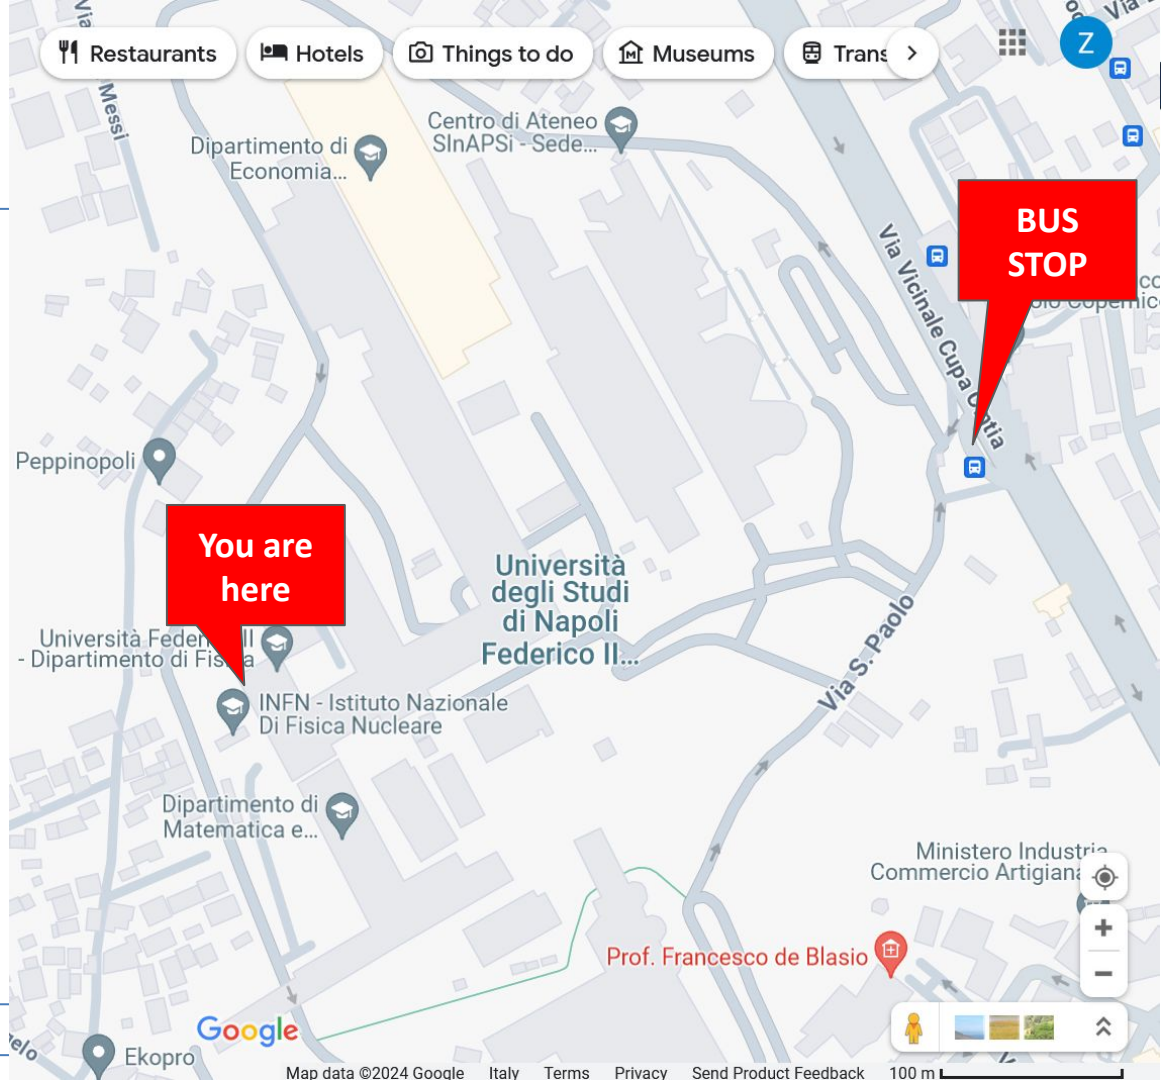 Restaurants
Hotels
Things to do
Museums
Trans
Z
Via
Messi
Dipartimento di
Economia...
Centro di Ateneo
SInAPSi - Sede...
Via Vicinale Cupa Cintia
BUS
STOP
Peppinopoli
You are
here
Università
degli Studi
di Napoli
Federico II...
Università Federico II
- Dipartimento di Fisica
INFN - Istituto Nazionale
Di Fisica Nucleare
Via S. Paolo
Dipartimento di
Matematica e...
Ministero Industria
Commercio Artigiana
Prof. Francesco de Blasio
Google
Ekopro
Map data ©2024 Google Italy Terms Privacy Send Product Feedback 100 m